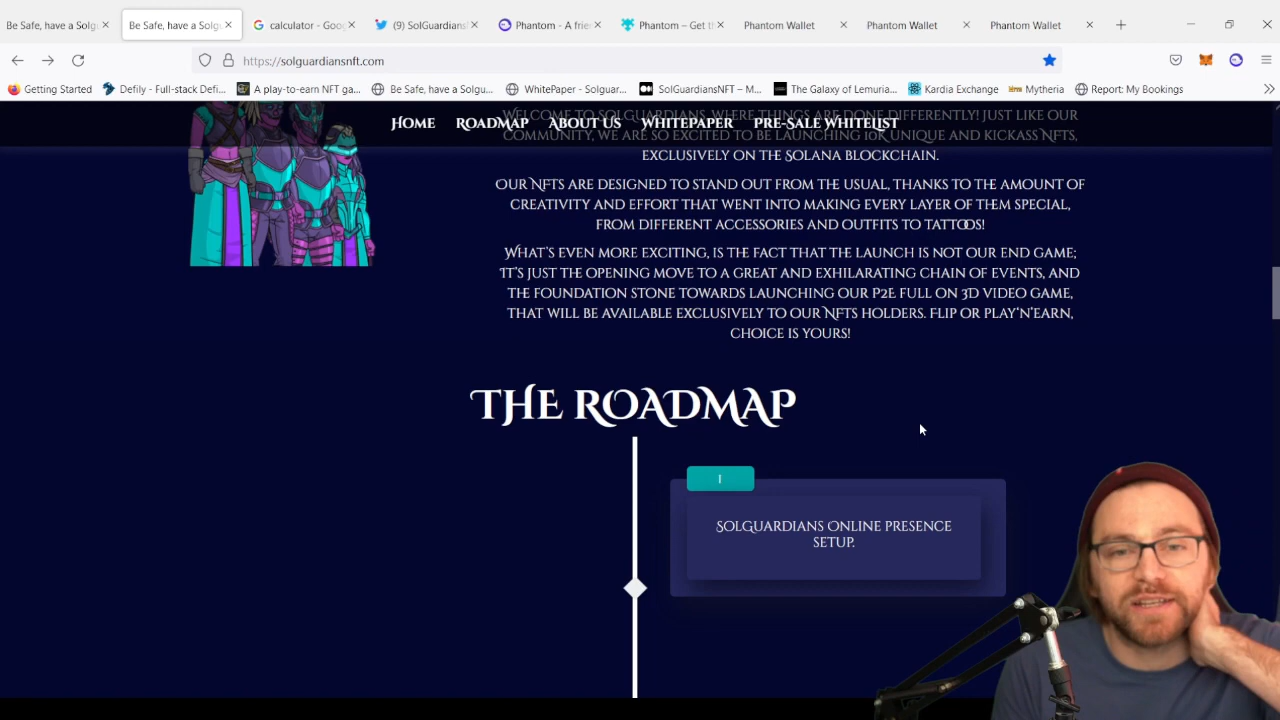 Be Safe, have a Solg
Be Safe, have a Solgu
calculator - Goog
(9) SolGuardians
Phantom - A frie
Phantom – Get th
Phantom Wallet
Phantom Wallet
Phantom Wallet
https://solguardiansnft.com
Getting Started
Defily - Full-stack Defi...
A play-to-earn NFT ga...
Be Safe, have a Solgu...
WhitePaper - Solguar...
SolGuardiansNFT – M...
The Galaxy of Lemuria...
Kardia Exchange
Mytheria
Report: My Bookings
HOME
ROADMAP
ABOUT US
WHITEPAPER
PRE-SALE WHITELIST
WELCOME TO SOLGUARDIANS, WHERE THINGS ARE DONE DIFFERENTLY! JUST LIKE OUR
COMMUNITY, WE ARE SO EXCITED TO BE LAUNCHING 10K UNIQUE AND KICKASS NFTS,
EXCLUSIVELY ON THE SOLANA BLOCKCHAIN.
OUR NFTS ARE DESIGNED TO STAND OUT FROM THE USUAL, THANKS TO THE AMOUNT OF
CREATIVITY AND EFFORT THAT WENT INTO MAKING EVERY LAYER OF THEM SPECIAL,
FROM DIFFERENT ACCESSORIES AND OUTFITS TO TATTOOS!
WHAT'S EVEN MORE EXCITING, IS THE FACT THAT THE LAUNCH IS NOT OUR END GAME;
IT'S JUST THE OPENING MOVE TO A GREAT AND EXHILARATING CHAIN OF EVENTS, AND
THE FOUNDATION STONE TOWARDS LAUNCHING OUR P2E FULL ON 3D VIDEO GAME,
THAT WILL BE AVAILABLE EXCLUSIVELY TO OUR NFTS HOLDERS. FLIP OR PLAY'N'EARN,
CHOICE IS YOURS!
THE ROADMAP
1
SOLGUARDIANS ONLINE PRESENCE
SETUP.